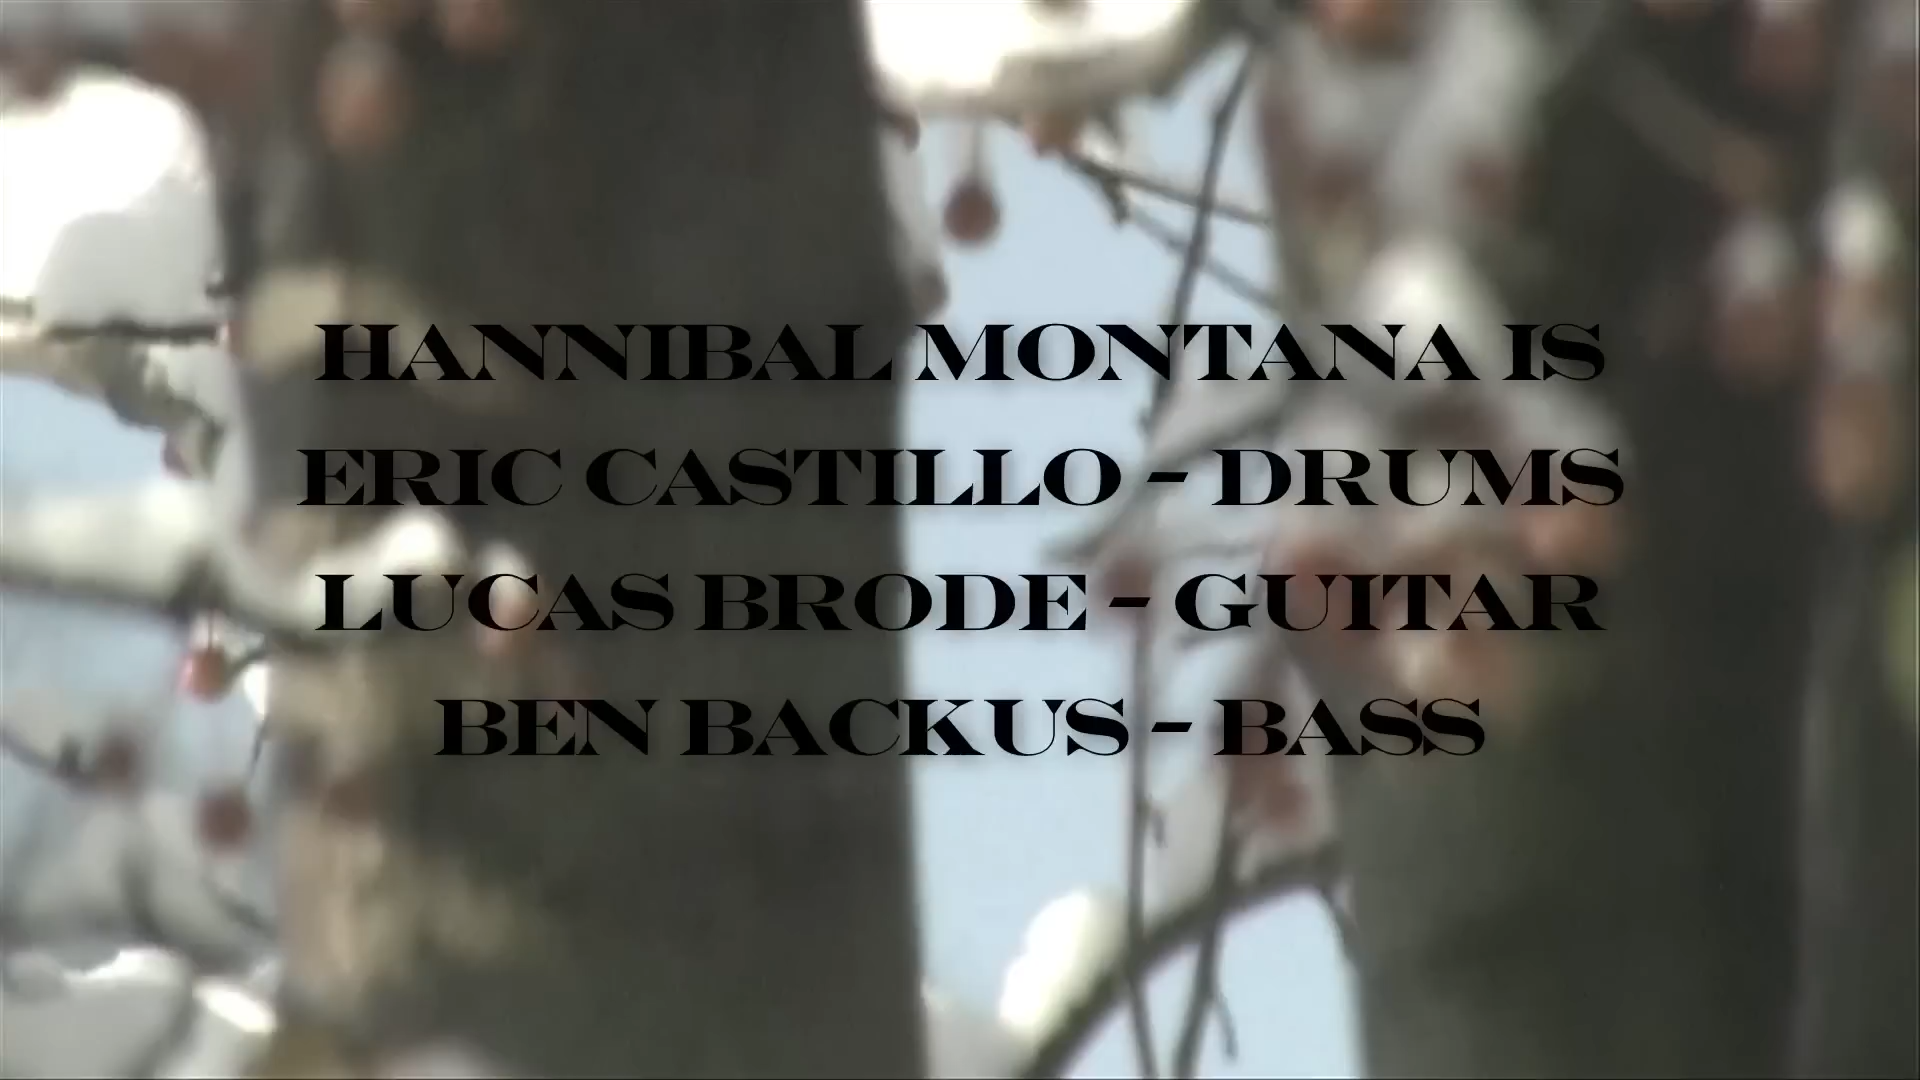 HANNIBAL MONTANA IS
ERIC CASTILLO - DRUMS
LUCAS BRODE - GUITAR
BEN BACKUS - BASS